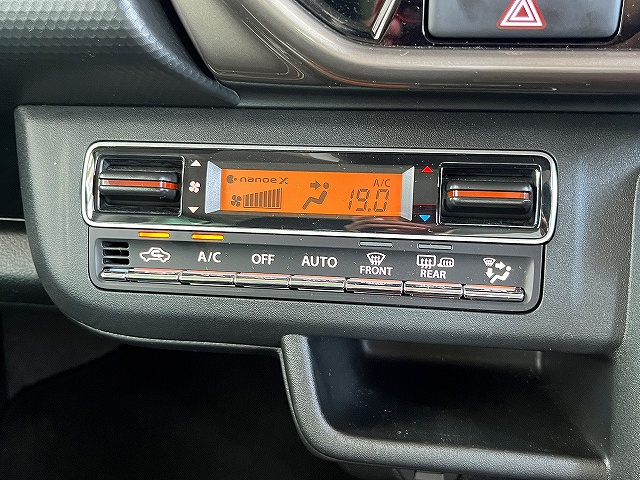 nanoe X
A/C
19.0
A/C OFF AUTO FRONT REAR